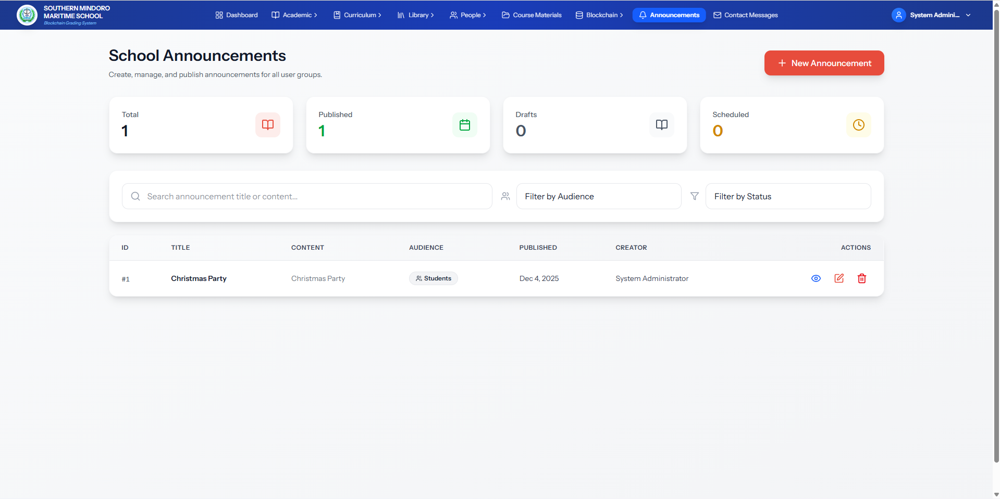 SOUTHERN MINDORO
MARITIME SCHOOL
Blockchain Grading System
Dashboard
Academic
Curriculum
Library
People
Course Materials
Blockchain
Announcements
Contact Messages
System Admini...
School Announcements
Create, manage, and publish announcements for all user groups.
New Announcement
Total
1
Published
1
Drafts
0
Scheduled
0
Search announcement title or content...
Filter by Audience
Filter by Status
ID TITLE CONTENT AUDIENCE PUBLISHED CREATOR ACTIONS
#1 Christmas Party Christmas Party Students Dec 4, 2025 System Administrator